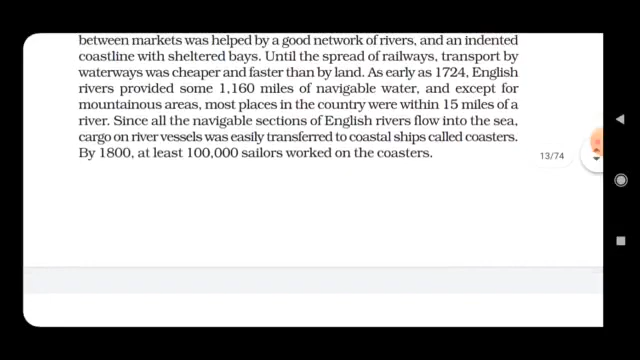 between markets was helped by a good network of rivers, and an indented
coastline with sheltered bays. Until the spread of railways, transport by
waterways was cheaper and faster than by land. As early as 1724, English
rivers provided some 1,160 miles of navigable water, and except for
mountainous areas, most places in the country were within 15 miles of a
river. Since all the navigable sections of English rivers flow into the sea,
cargo on river vessels was easily transferred to coastal ships called coasters.
By 1800, at least 100,000 sailors worked on the coasters.
13/74